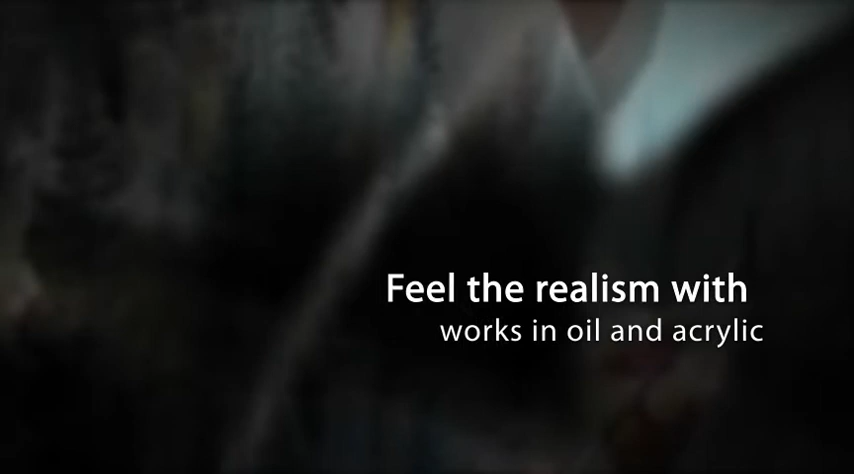 Feel the realism with
works in oil and acrylic